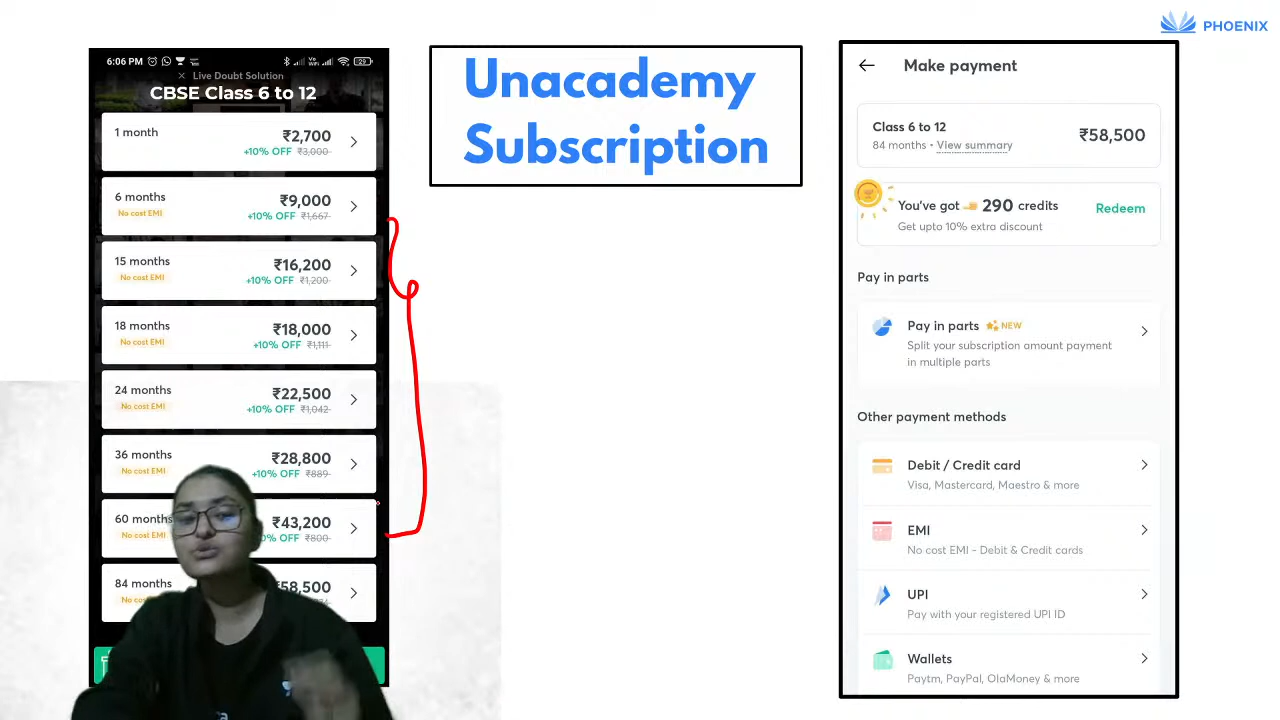 PHOENIX
6:06 PM
29
Live Doubt Solution
CBSE Class 6 to 12
1 month
₹2,700
+10% OFF ₹3,000
6 months
₹9,000
No cost EMI
+10% OFF ₹1,667
15 months
₹16,200
No cost EMI
+10% OFF ₹1,200
18 months
₹18,000
No cost EMI
+10% OFF ₹1,111
24 months
₹22,500
No cost EMI
+10% OFF ₹1,042
36 months
₹28,800
No cost EMI
+10% OFF ₹889
60 months
₹43,200
No cost EMI
0% OFF ₹800
84 months
₹58,500
No
Unacademy
Subscription
Make payment
Class 6 to 12
₹58,500
84 months • View summary
You've got 290 credits
Redeem
Get upto 10% extra discount
Pay in parts
Pay in parts NEW
Split your subscription amount payment
in multiple parts
Other payment methods
Debit / Credit card
Visa, Mastercard, Maestro & more
EMI
No cost EMI - Debit & Credit cards
UPI
Pay with your registered UPI ID
Wallets
Paytm, PayPal, OlaMoney & more